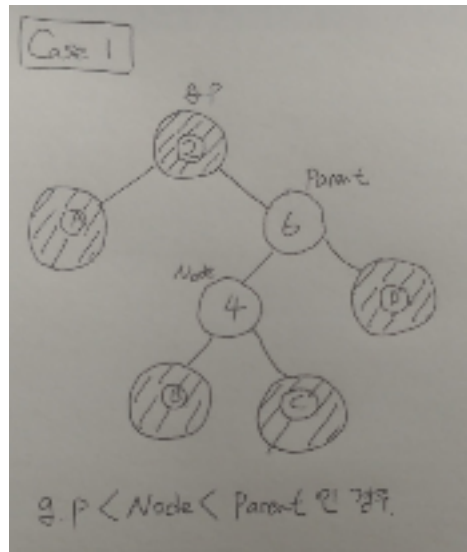 Case 1
g.p
2
Parent
A
6
Node
D
4
B
C
g.p < Node < Parent 인 경우.